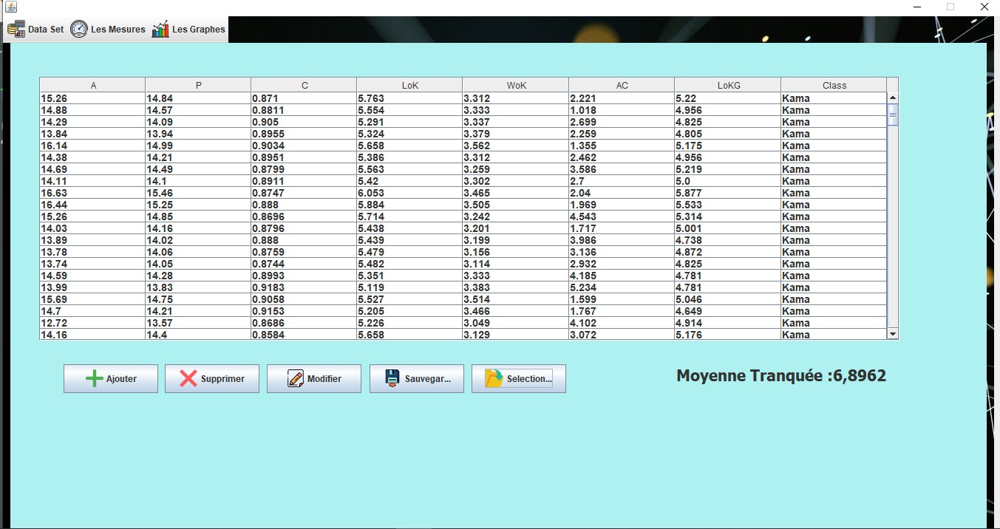 Data Set Les Mesures Les Graphes
A P C LoK WoK AC LoKG Class
15.26 14.84 0.871 5.763 3.312 2.221 5.22 Kama
14.88 14.57 0.8811 5.554 3.333 1.018 4.956 Kama
14.29 14.09 0.905 5.291 3.337 2.699 4.825 Kama
13.84 13.94 0.8955 5.324 3.379 2.259 4.805 Kama
16.14 14.99 0.9034 5.658 3.562 1.355 5.175 Kama
14.38 14.21 0.8951 5.386 3.312 2.462 4.956 Kama
14.69 14.49 0.8799 5.563 3.259 3.586 5.219 Kama
14.11 14.1 0.8911 5.42 3.302 2.7 5.0 Kama
16.63 15.46 0.8747 6.053 3.465 2.04 5.877 Kama
16.44 15.25 0.888 5.884 3.505 1.969 5.533 Kama
15.26 14.85 0.8696 5.714 3.242 4.543 5.314 Kama
14.03 14.16 0.8796 5.438 3.201 1.717 5.001 Kama
13.89 14.02 0.888 5.439 3.199 3.986 4.738 Kama
13.78 14.06 0.8759 5.479 3.156 3.136 4.872 Kama
13.74 14.05 0.8744 5.482 3.114 2.932 4.825 Kama
14.59 14.28 0.8993 5.351 3.333 4.185 4.781 Kama
13.99 13.83 0.9183 5.119 3.383 5.234 4.781 Kama
15.69 14.75 0.9058 5.527 3.514 1.599 5.046 Kama
14.7 14.21 0.9153 5.205 3.466 1.767 4.649 Kama
12.72 13.57 0.8686 5.226 3.049 4.102 4.914 Kama
14.16 14.4 0.8584 5.658 3.129 3.072 5.176 Kama
Ajouter Supprimer Modifier Sauvegar... Selection... Moyenne Tranquée :6,8962